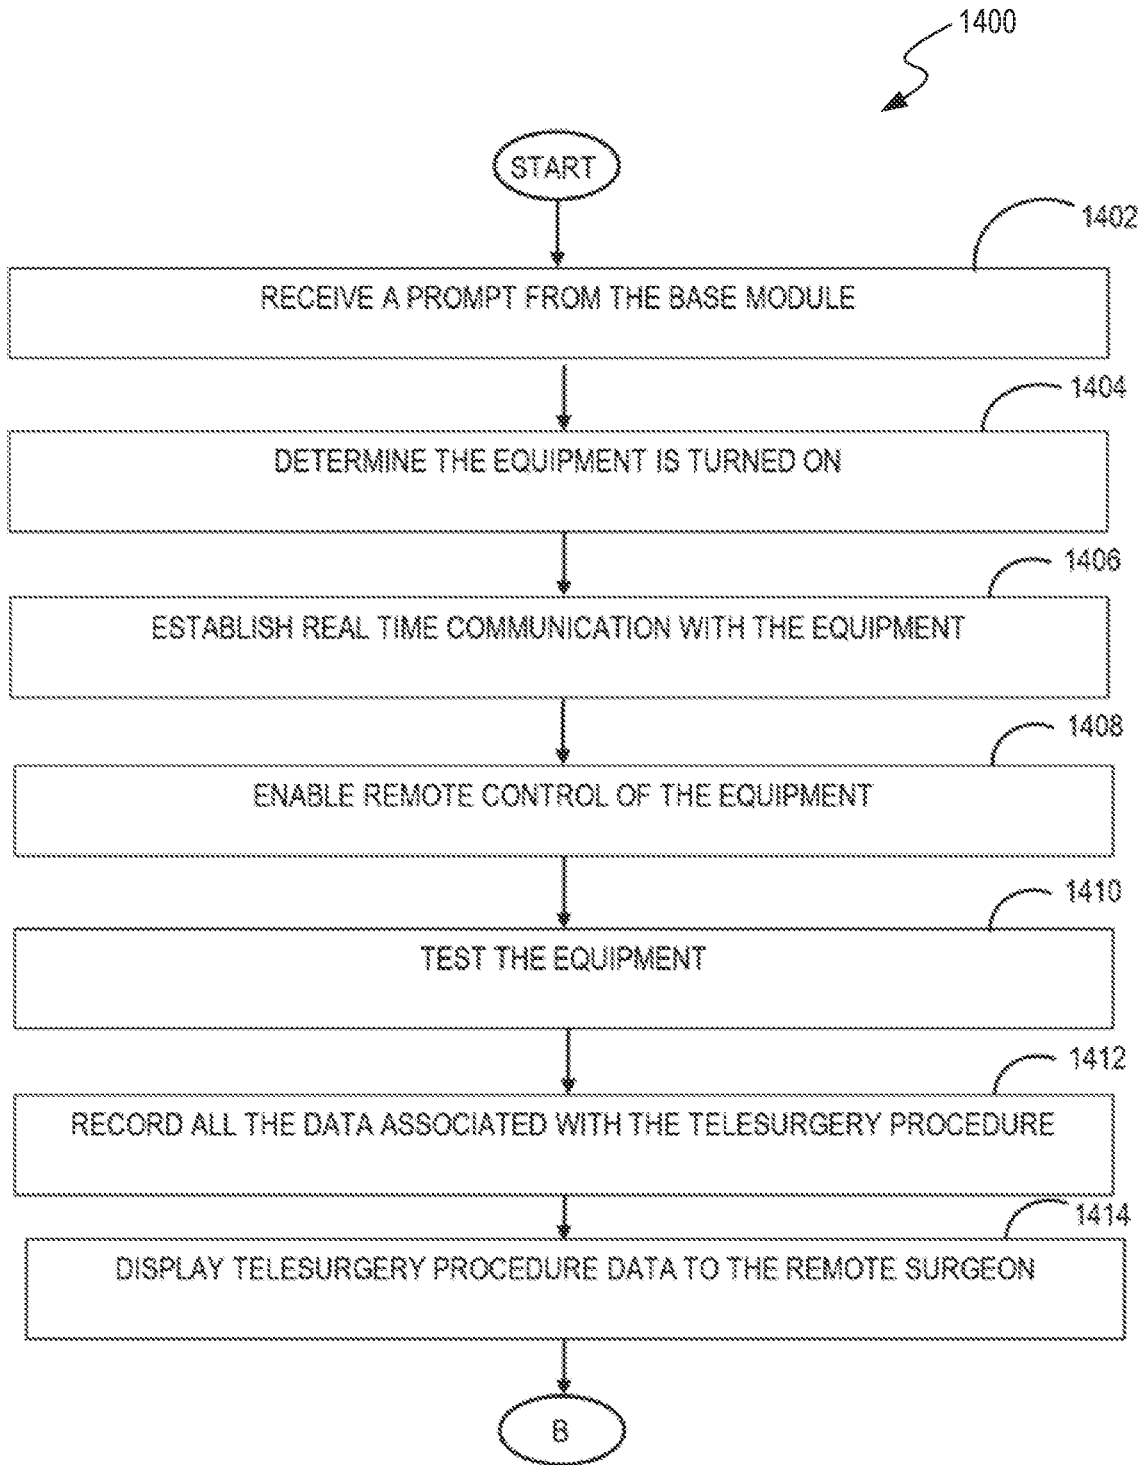 1400
START
1402
RECEIVE A PROMPT FROM THE BASE MODULE
1404
DETERMINE THE EQUIPMENT IS TURNED ON
1406
ESTABLISH REAL TIME COMMUNICATION WITH THE EQUIPMENT
1408
ENABLE REMOTE CONTROL OF THE EQUIPMENT
1410
TEST THE EQUIPMENT
1412
RECORD ALL THE DATA ASSOCIATED WITH THE TELESURGERY PROCEDURE
1414
DISPLAY TELESURGERY PROCEDURE DATA TO THE REMOTE SURGEON
B